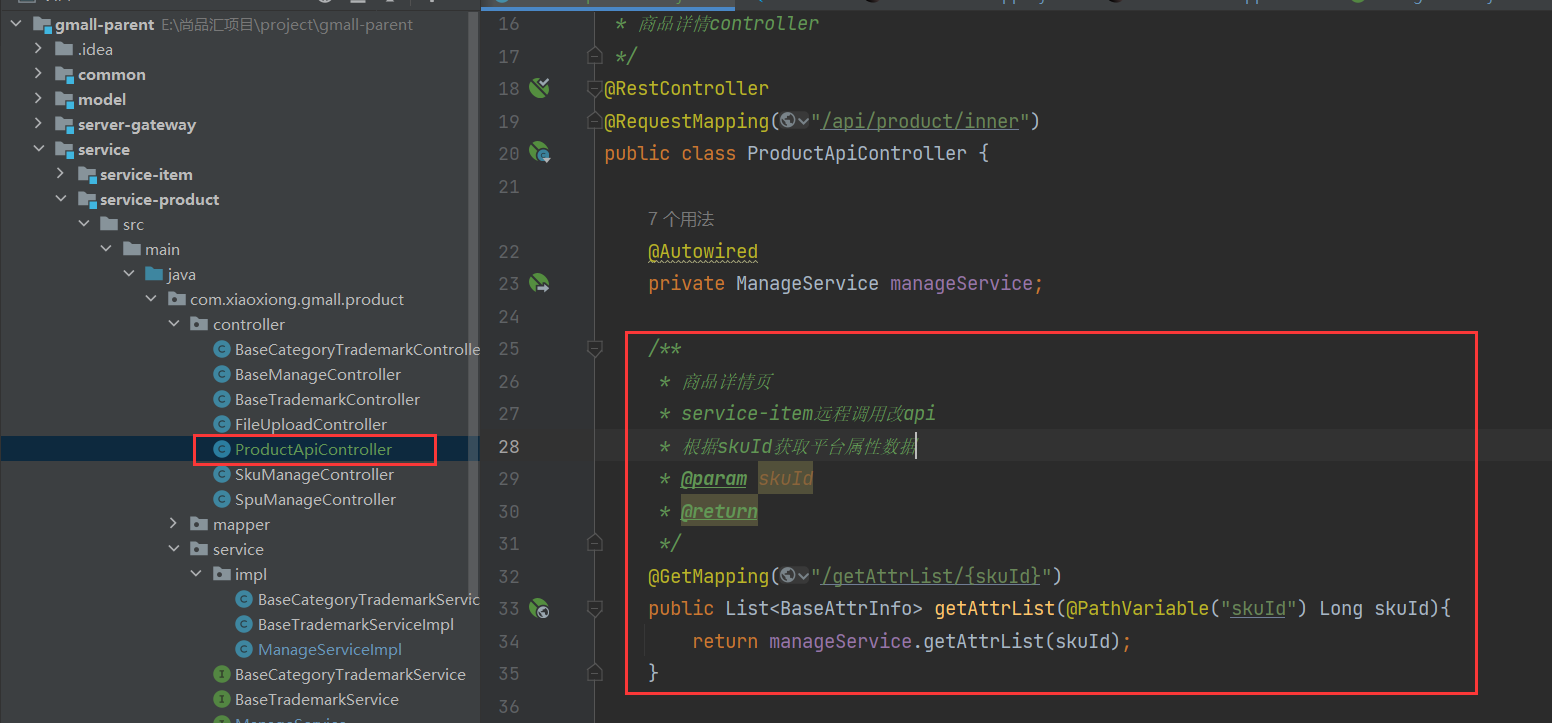 gmall-parent E:\尚品汇项目\project\gmall-parent
.idea
common
model
server-gateway
service
service-item
service-product
src
main
java
com.xiaoxiong.gmall.product
controller
BaseCategoryTrademarkControlle
BaseManageController
BaseTrademarkController
FileUploadController
ProductApiController
SkuManageController
SpuManageController
mapper
service
impl
BaseCategoryTrademarkServic
BaseTrademarkServiceImpl
ManageServiceImpl
BaseCategoryTrademarkService
BaseTrademarkService
ManageService
16 * 商品详情controller
17 */
18 @RestController
19 @RequestMapping("/api/product/inner")
20 public class ProductApiController {
21
7 个用法
22 @Autowired
23 private ManageService manageService;
24
25 /**
26 * 商品详情页
27 * service-item远程调用改api
28 * 根据skuId获取平台属性数据
29 * @param skuId
30 * @return
31 */
32 @GetMapping("/getAttrList/{skuId}")
33 public List<BaseAttrInfo> getAttrList(@PathVariable("skuId") Long skuId){
34 return manageService.getAttrList(skuId);
35 }
36